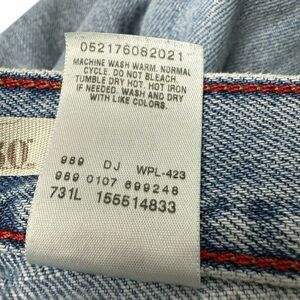 052176082021
MACHINE WASH WARM. NORMAL
CYCLE. DO NOT BLEACH.
TUMBLE DRY HOT. HOT IRON
IF NEEDED. WASH AND DRY
WITH LIKE COLORS.
989 DJ WPL-423
989 0107 699248
731L 155514833